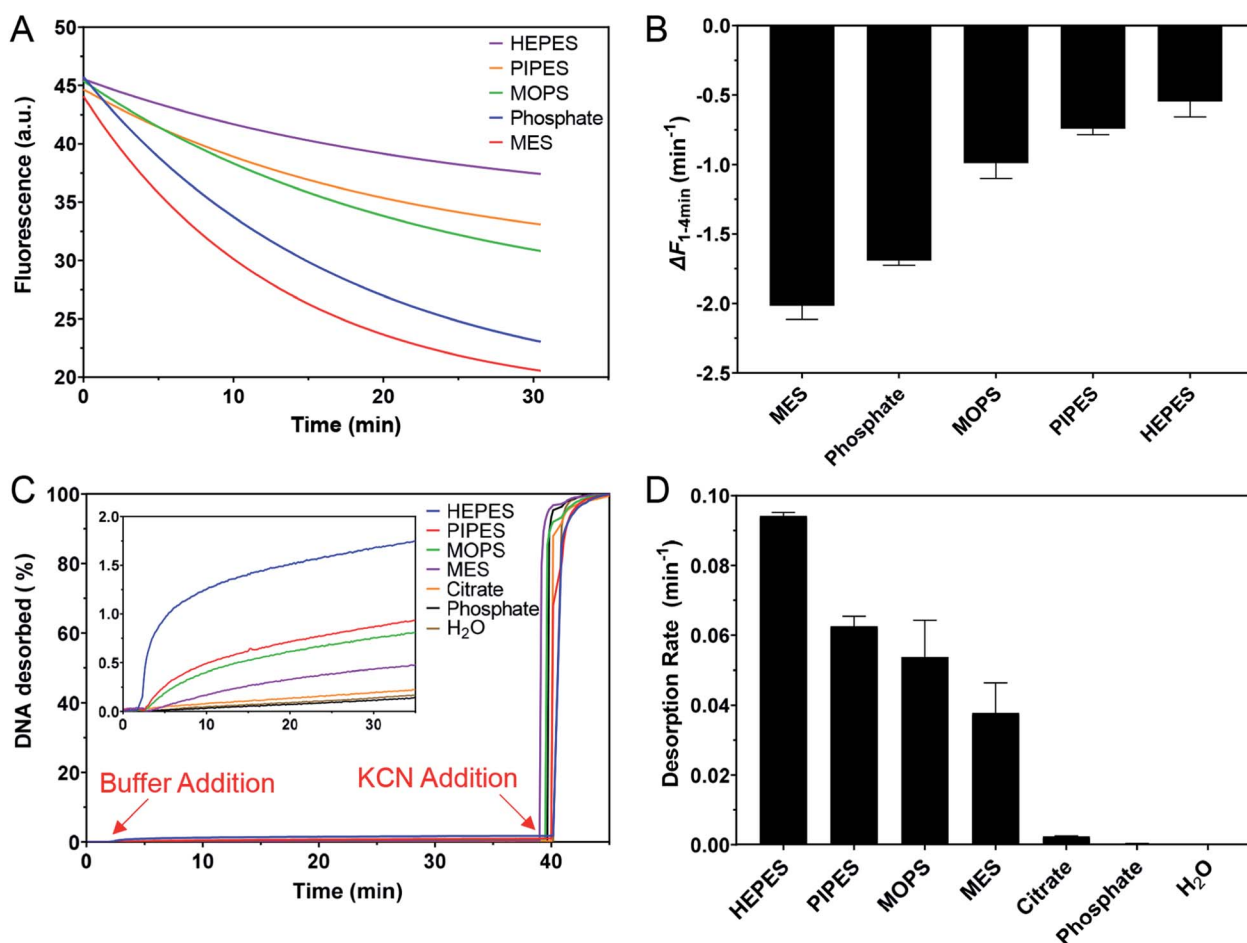 A
Fluorescence (a.u.)
50
45
40
35
30
25
20
0
10
20
30
Time (min)
HEPES
PIPES
MOPS
Phosphate
MES
B
ΔF1-4min (min⁻¹)
0.0
-0.5
-1.0
-1.5
-2.0
-2.5
MES
Phosphate
MOPS
PIPES
HEPES
C
DNA desorbed (%)
100
80
60
40
20
0
0
10
20
30
40
Time (min)
2.0
1.5
1.0
0.5
0.0
0
10
20
30
HEPES
PIPES
MOPS
MES
Citrate
Phosphate
H₂O
Buffer Addition
KCN Addition
D
Desorption Rate (min⁻¹)
0.10
0.08
0.06
0.04
0.02
0.00
HEPES
PIPES
MOPS
MES
Citrate
Phosphate
H₂O